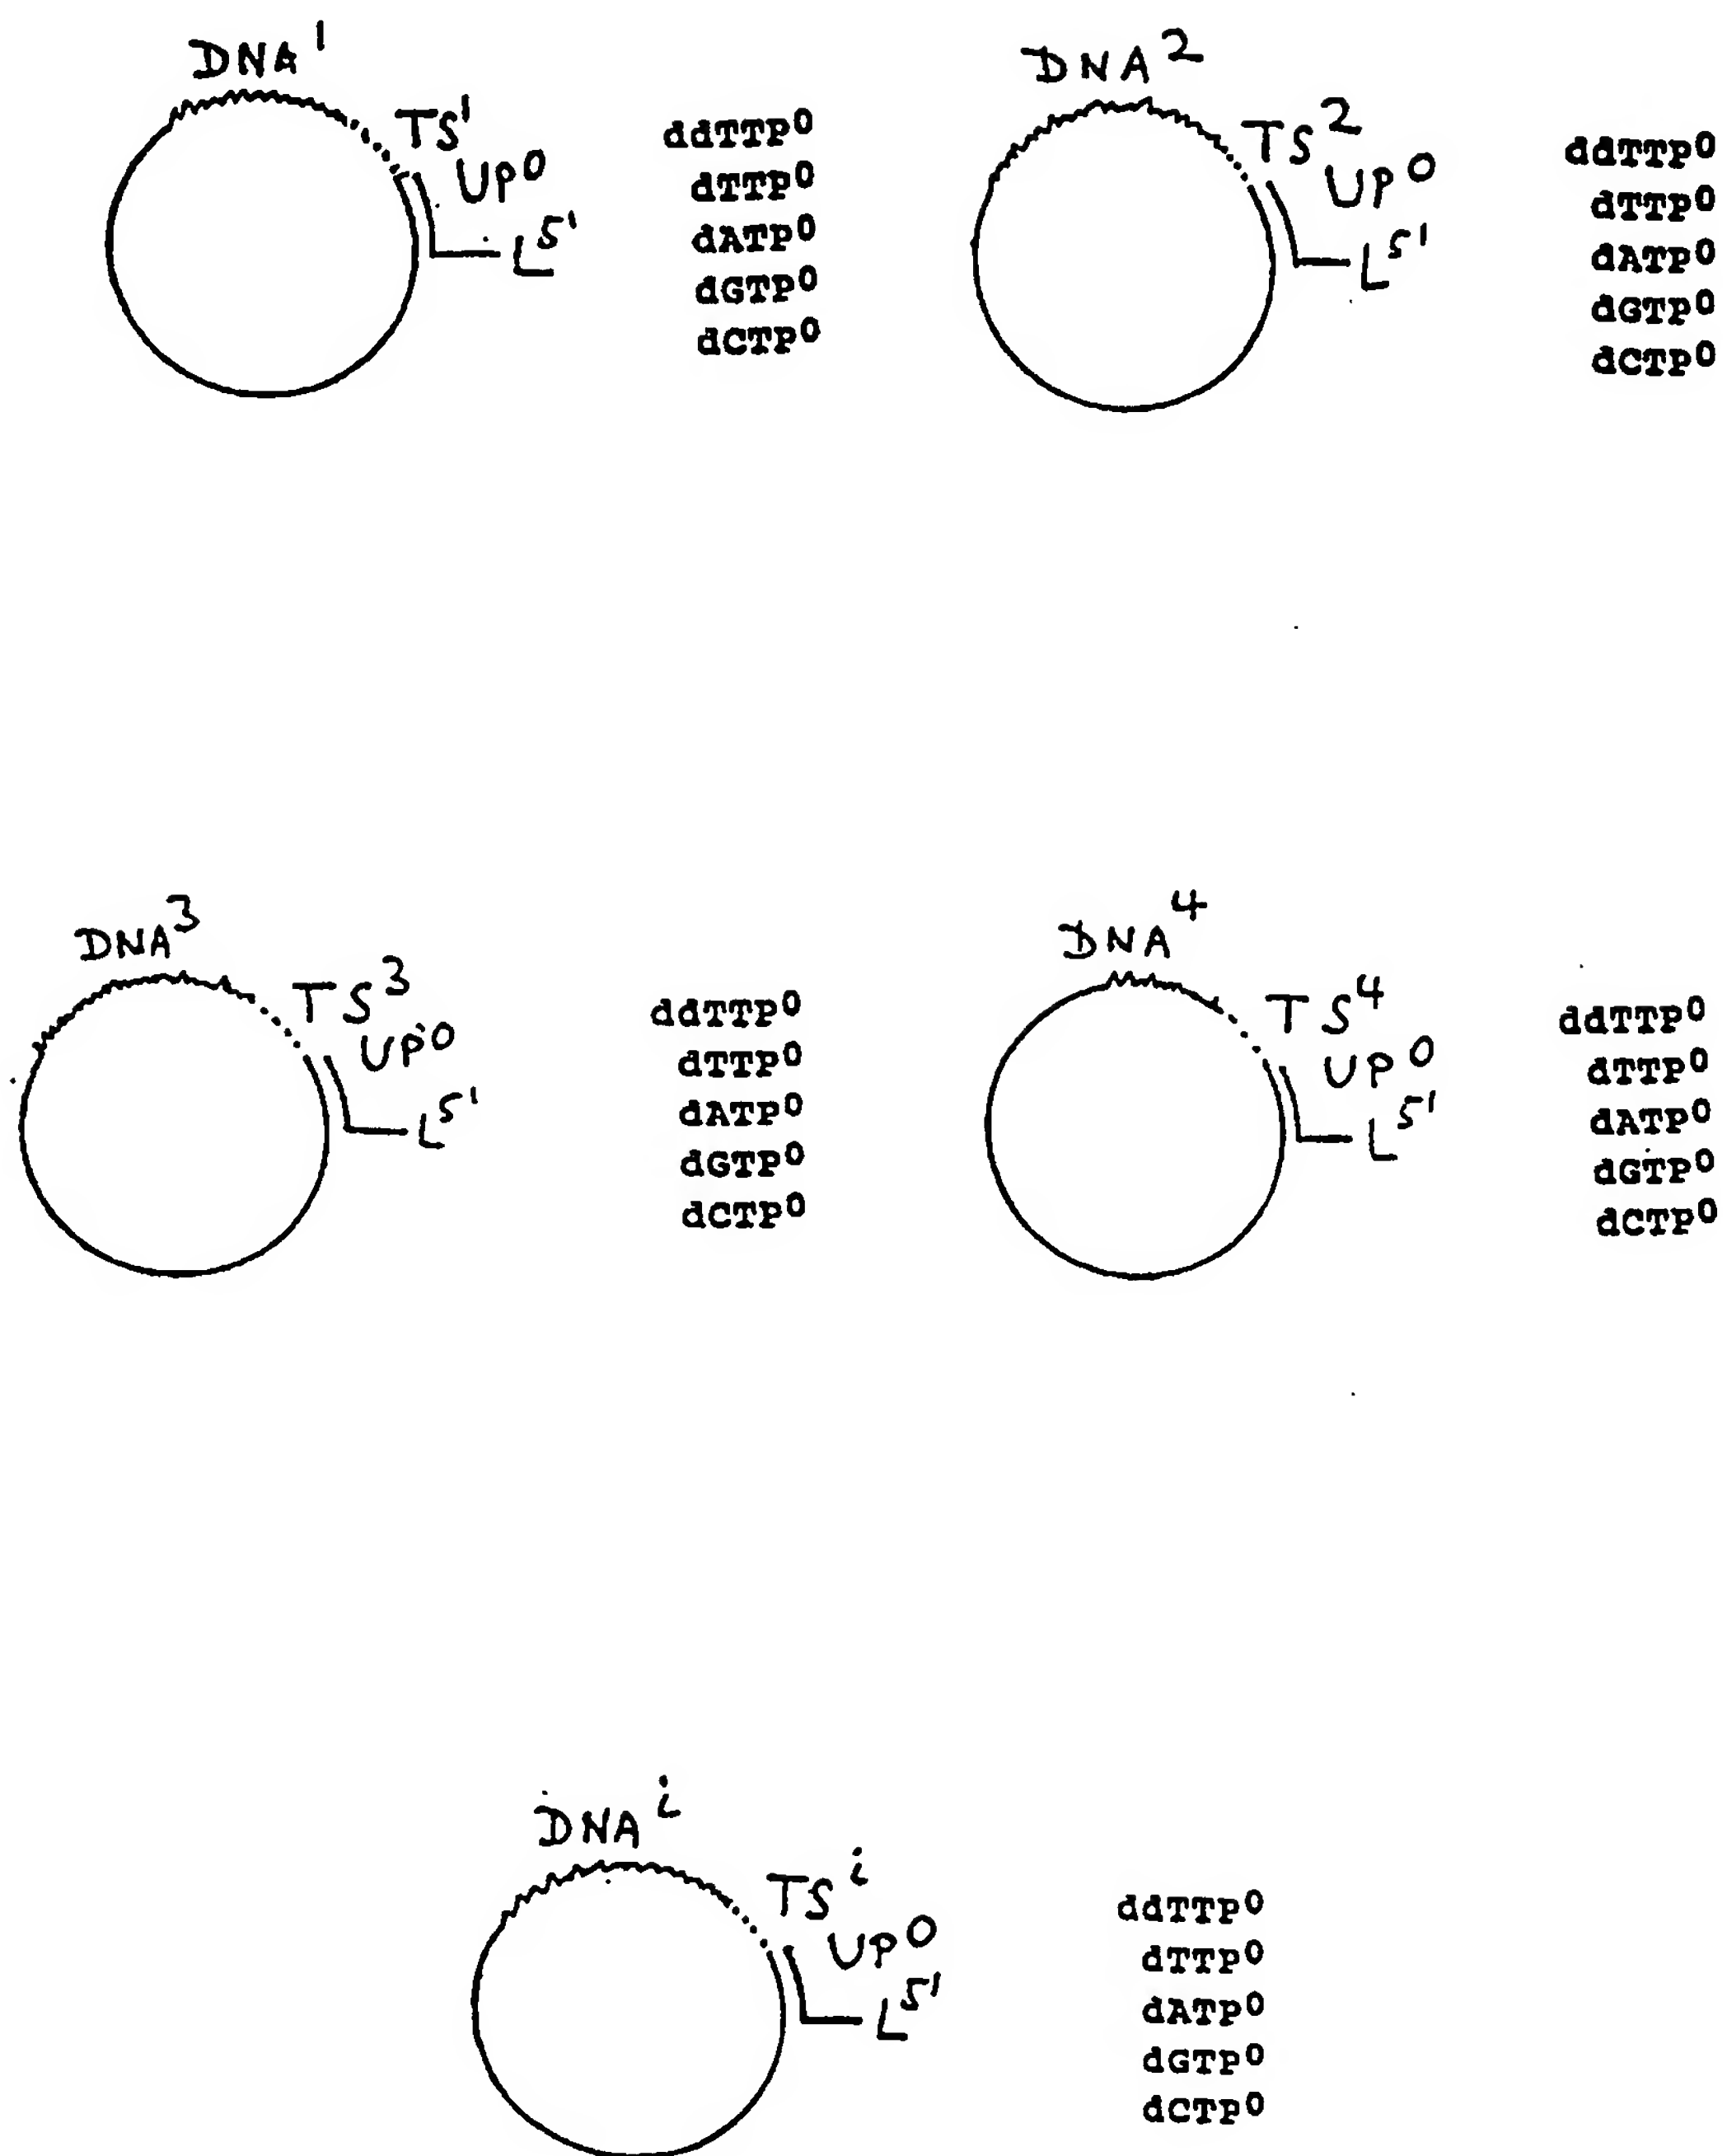 DNA¹
TS¹
UP⁰
L⁵'
ddTTP⁰
dTTP⁰
dATP⁰
dGTP⁰
dCTP⁰
DNA²
TS²
UP⁰
L⁵'
ddTTP⁰
dTTP⁰
dATP⁰
dGTP⁰
dCTP⁰
DNA³
TS³
UP⁰
L⁵'
ddTTP⁰
dTTP⁰
dATP⁰
dGTP⁰
dCTP⁰
DNA⁴
TS⁴
UP⁰
L⁵'
ddTTP⁰
dTTP⁰
dATP⁰
dGTP⁰
dCTP⁰
DNAⁱ
TSⁱ
UP⁰
L⁵'
ddTTP⁰
dTTP⁰
dATP⁰
dGTP⁰
dCTP⁰